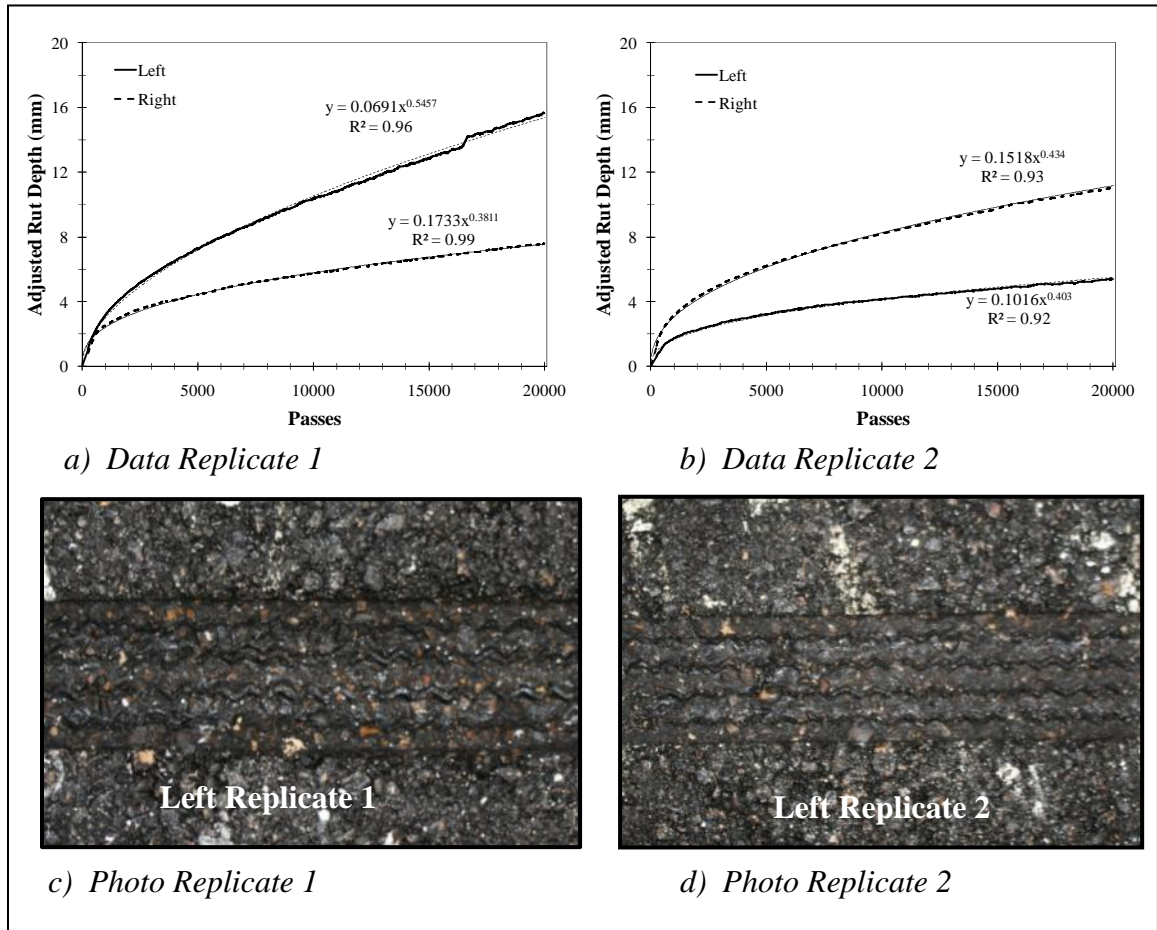 20
16
12
8
4
0
Adjusted Rut Depth (mm)
Left
Right
y = 0.0691x^0.5457
R² = 0.96
y = 0.1733x^0.3811
R² = 0.99
0 5000 10000 15000 20000
Passes
a) Data Replicate 1
20
16
12
8
4
0
Adjusted Rut Depth (mm)
Left
Right
y = 0.1518x^0.434
R² = 0.93
y = 0.1016x^0.403
R² = 0.92
0 5000 10000 15000 20000
Passes
b) Data Replicate 2
Left Replicate 1
c) Photo Replicate 1
Left Replicate 2
d) Photo Replicate 2